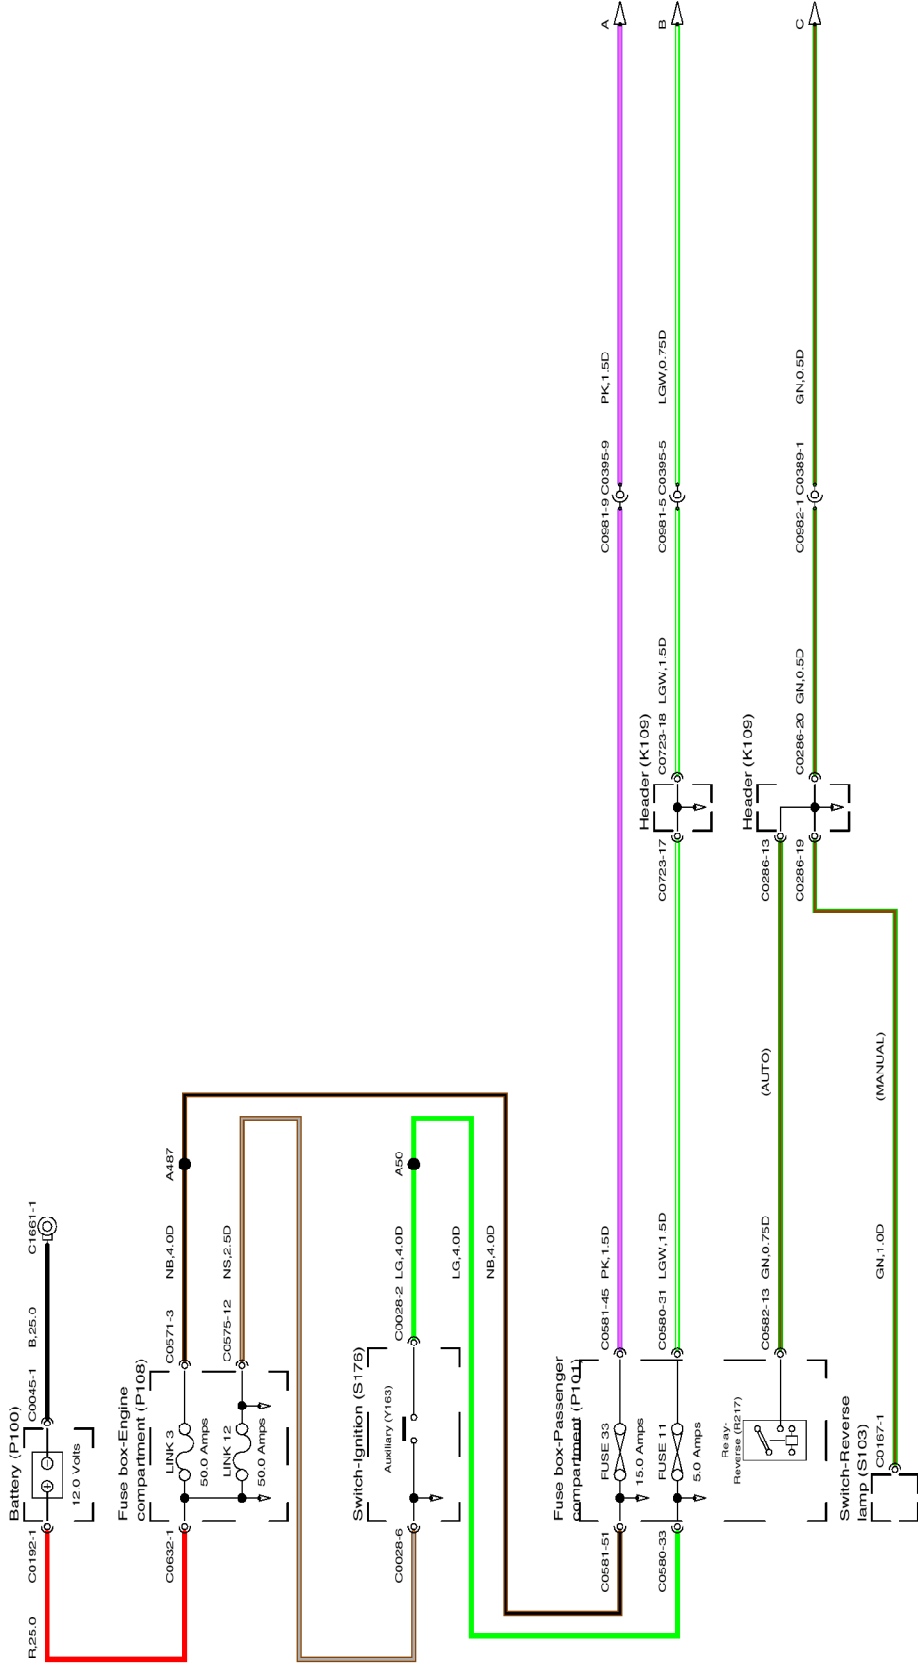 Battery (P100)
C0192-1
R,25.0
12.0 Volts
C0045-1
B,25.0
C1661-1
Fuse box-Engine
compartment (P108)
C0632-1
LINK 3
50.0 Amps
C0571-3
NB,4.0D
A487
LINK 12
50.0 Amps
C0575-12
NS,2.5D
Switch-Ignition (S175)
C0028-6
Auxiliary (Y163)
C0028-2
LG,4.0D
A50
LG,4.0D
NB,4.0D
Fuse box-Passenger
compartment (P101)
C0581-51
FUSE 33
15.0 Amps
C0581-45
PK,1.5D
C0981-9
C0395-9
PK,1.5D
A
C0580-33
FUSE 11
5.0 Amps
C0580-31
LGW,1.5D
Header (K109)
C0723-17
C0723-18
LGW,1.5D
C0981-5
C0395-5
LGW,0.75D
B
Relay-
Reverse (R217)
C0582-13
GN,0.75D
(AUTO)
Header (K109)
C0286-13
C0286-19
C0286-20
GN,0.5D
C0982-1
C0389-1
GN,0.5D
C
Switch-Reverse
lamp (S103)
C0167-1
GN,1.0D
(MANUAL)